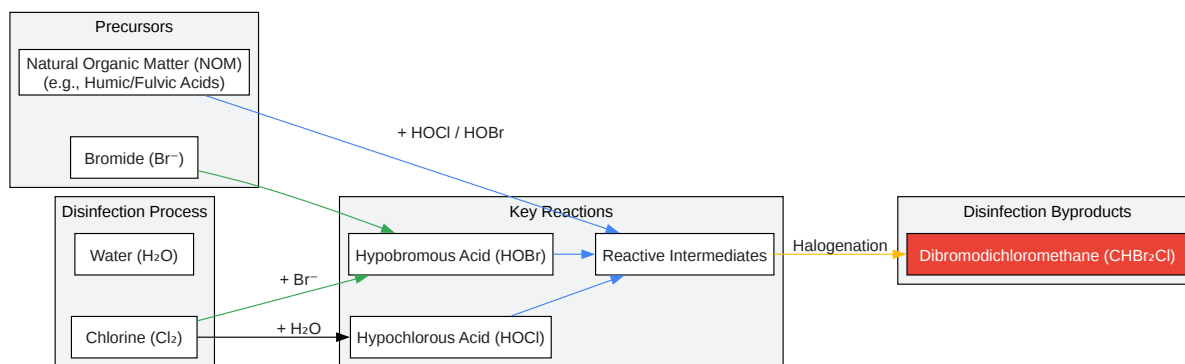 Precursors
Natural Organic Matter (NOM)
(e.g., Humic/Fulvic Acids)
+ HOCl / HOBr
Bromide (Br⁻)
Disinfection Process
Key Reactions
Disinfection Byproducts
Water (H₂O)
Hypobromous Acid (HOBr)
Reactive Intermediates
Halogenation
Dibromodichloromethane (CHBr₂Cl)
+ Br⁻
Chlorine (Cl₂)
+ H₂O
Hypochlorous Acid (HOCl)